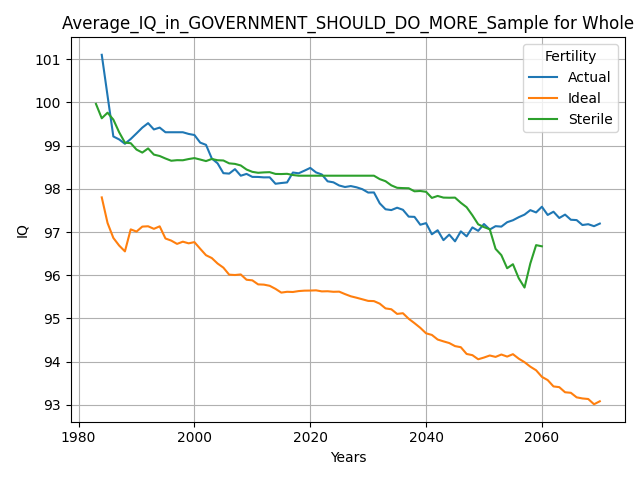 Average_IQ_in_GOVERNMENT_SHOULD_DO_MORE_Sample for Whole
Fertility
Actual
Ideal
Sterile
IQ
101
100
99
98
97
96
95
94
93
1980
2000
2020
2040
2060
Years